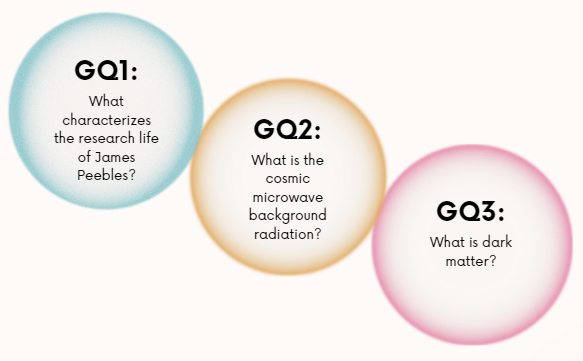 GQ1:
What
characterizes
the research life
of James
Peebles?
GQ2:
What is the
cosmic
microwave
background
radiation?
GQ3:
What is dark
matter?